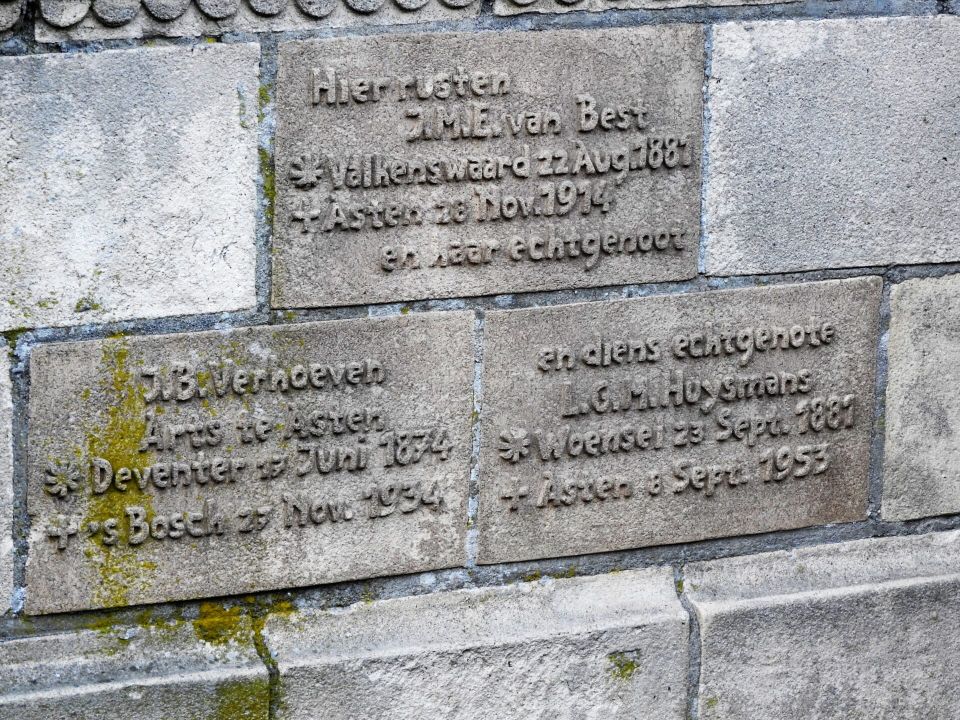 Hier rusten
J.M.E. van Best
* Valkenswaard 22 Aug. 1881
+ Asten 28 Nov. 1914
en haar echtgenoot
J.B. Verhoeven
Arts te Asten
* Deventer 17 Juni 1874
+ 's Bosch 27 Nov. 1934
en diens echtgenote
L.G.M. Huysmans
* Woensel 23 Sept. 1881
+ Asten 8 Sept. 1953